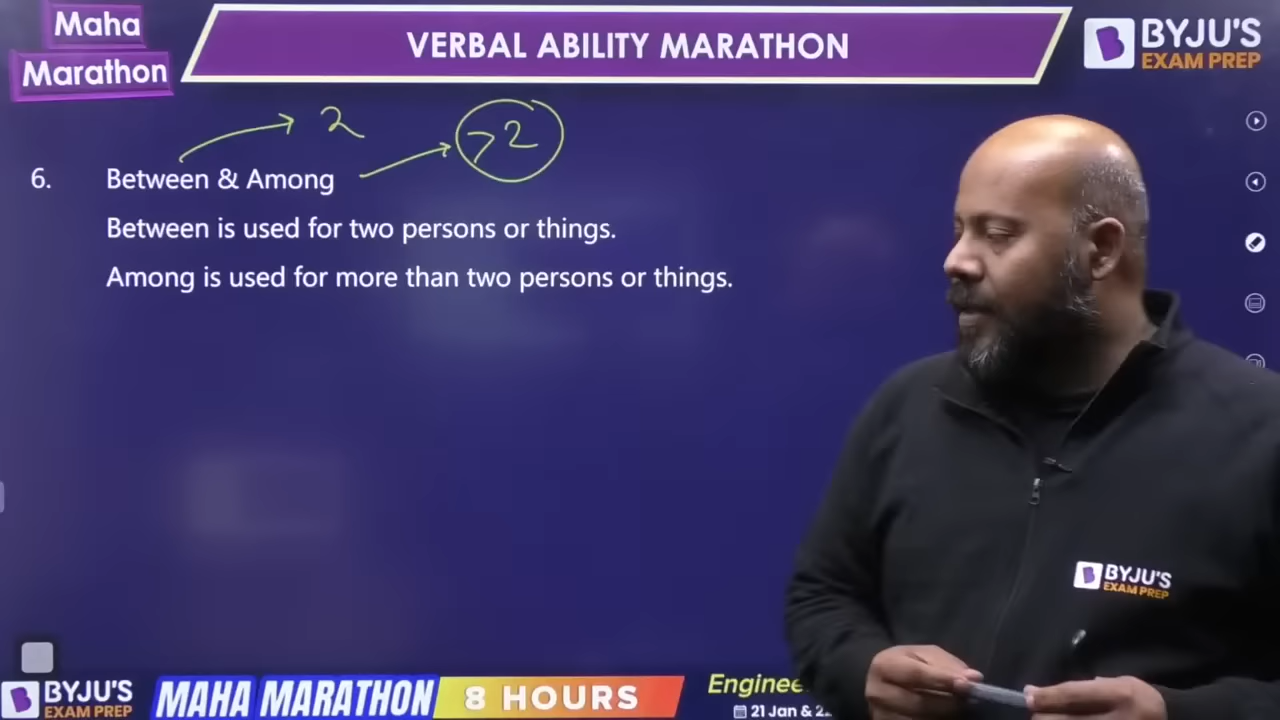 Maha
Marathon
VERBAL ABILITY MARATHON
BYJU'S
EXAM PREP
2
>2
6. Between & Among
Between is used for two persons or things.
Among is used for more than two persons or things.
BYJU'S
EXAM PREP
BYJU'S
EXAM PREP
MAHA MARATHON
8 HOURS
21 Jan &